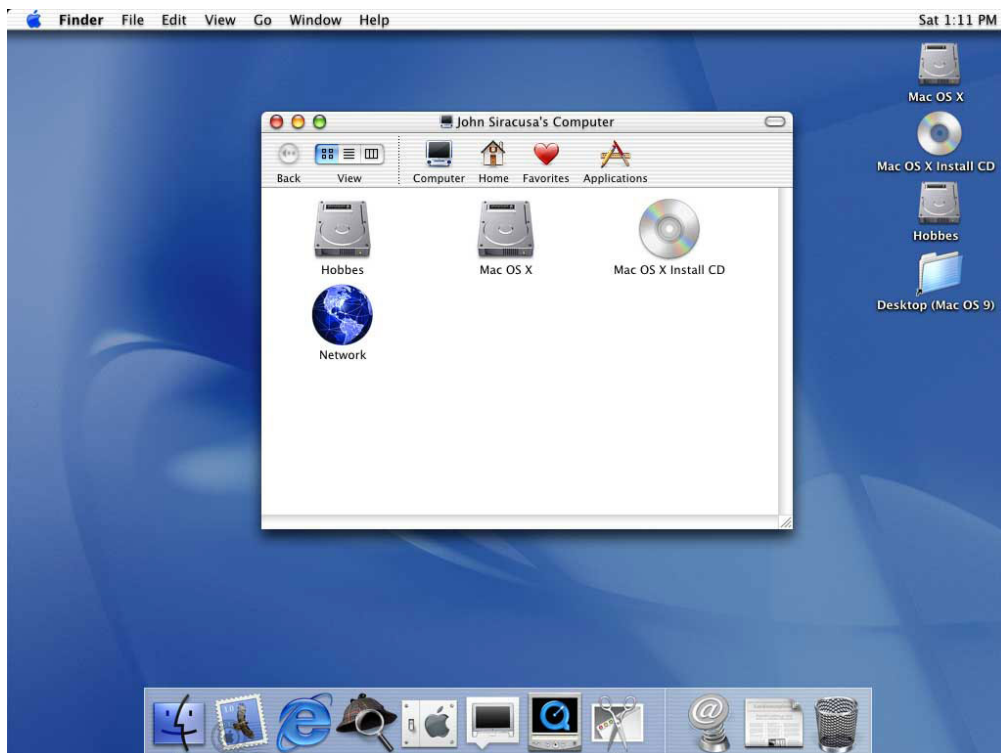 Finder File Edit View Go Window Help Sat 1:11 PM
Mac OS X
Mac OS X Install CD
Hobbes
Desktop (Mac OS 9)
John Siracusa's Computer
Back View Computer Home Favorites Applications
Hobbes Mac OS X Mac OS X Install CD
Network